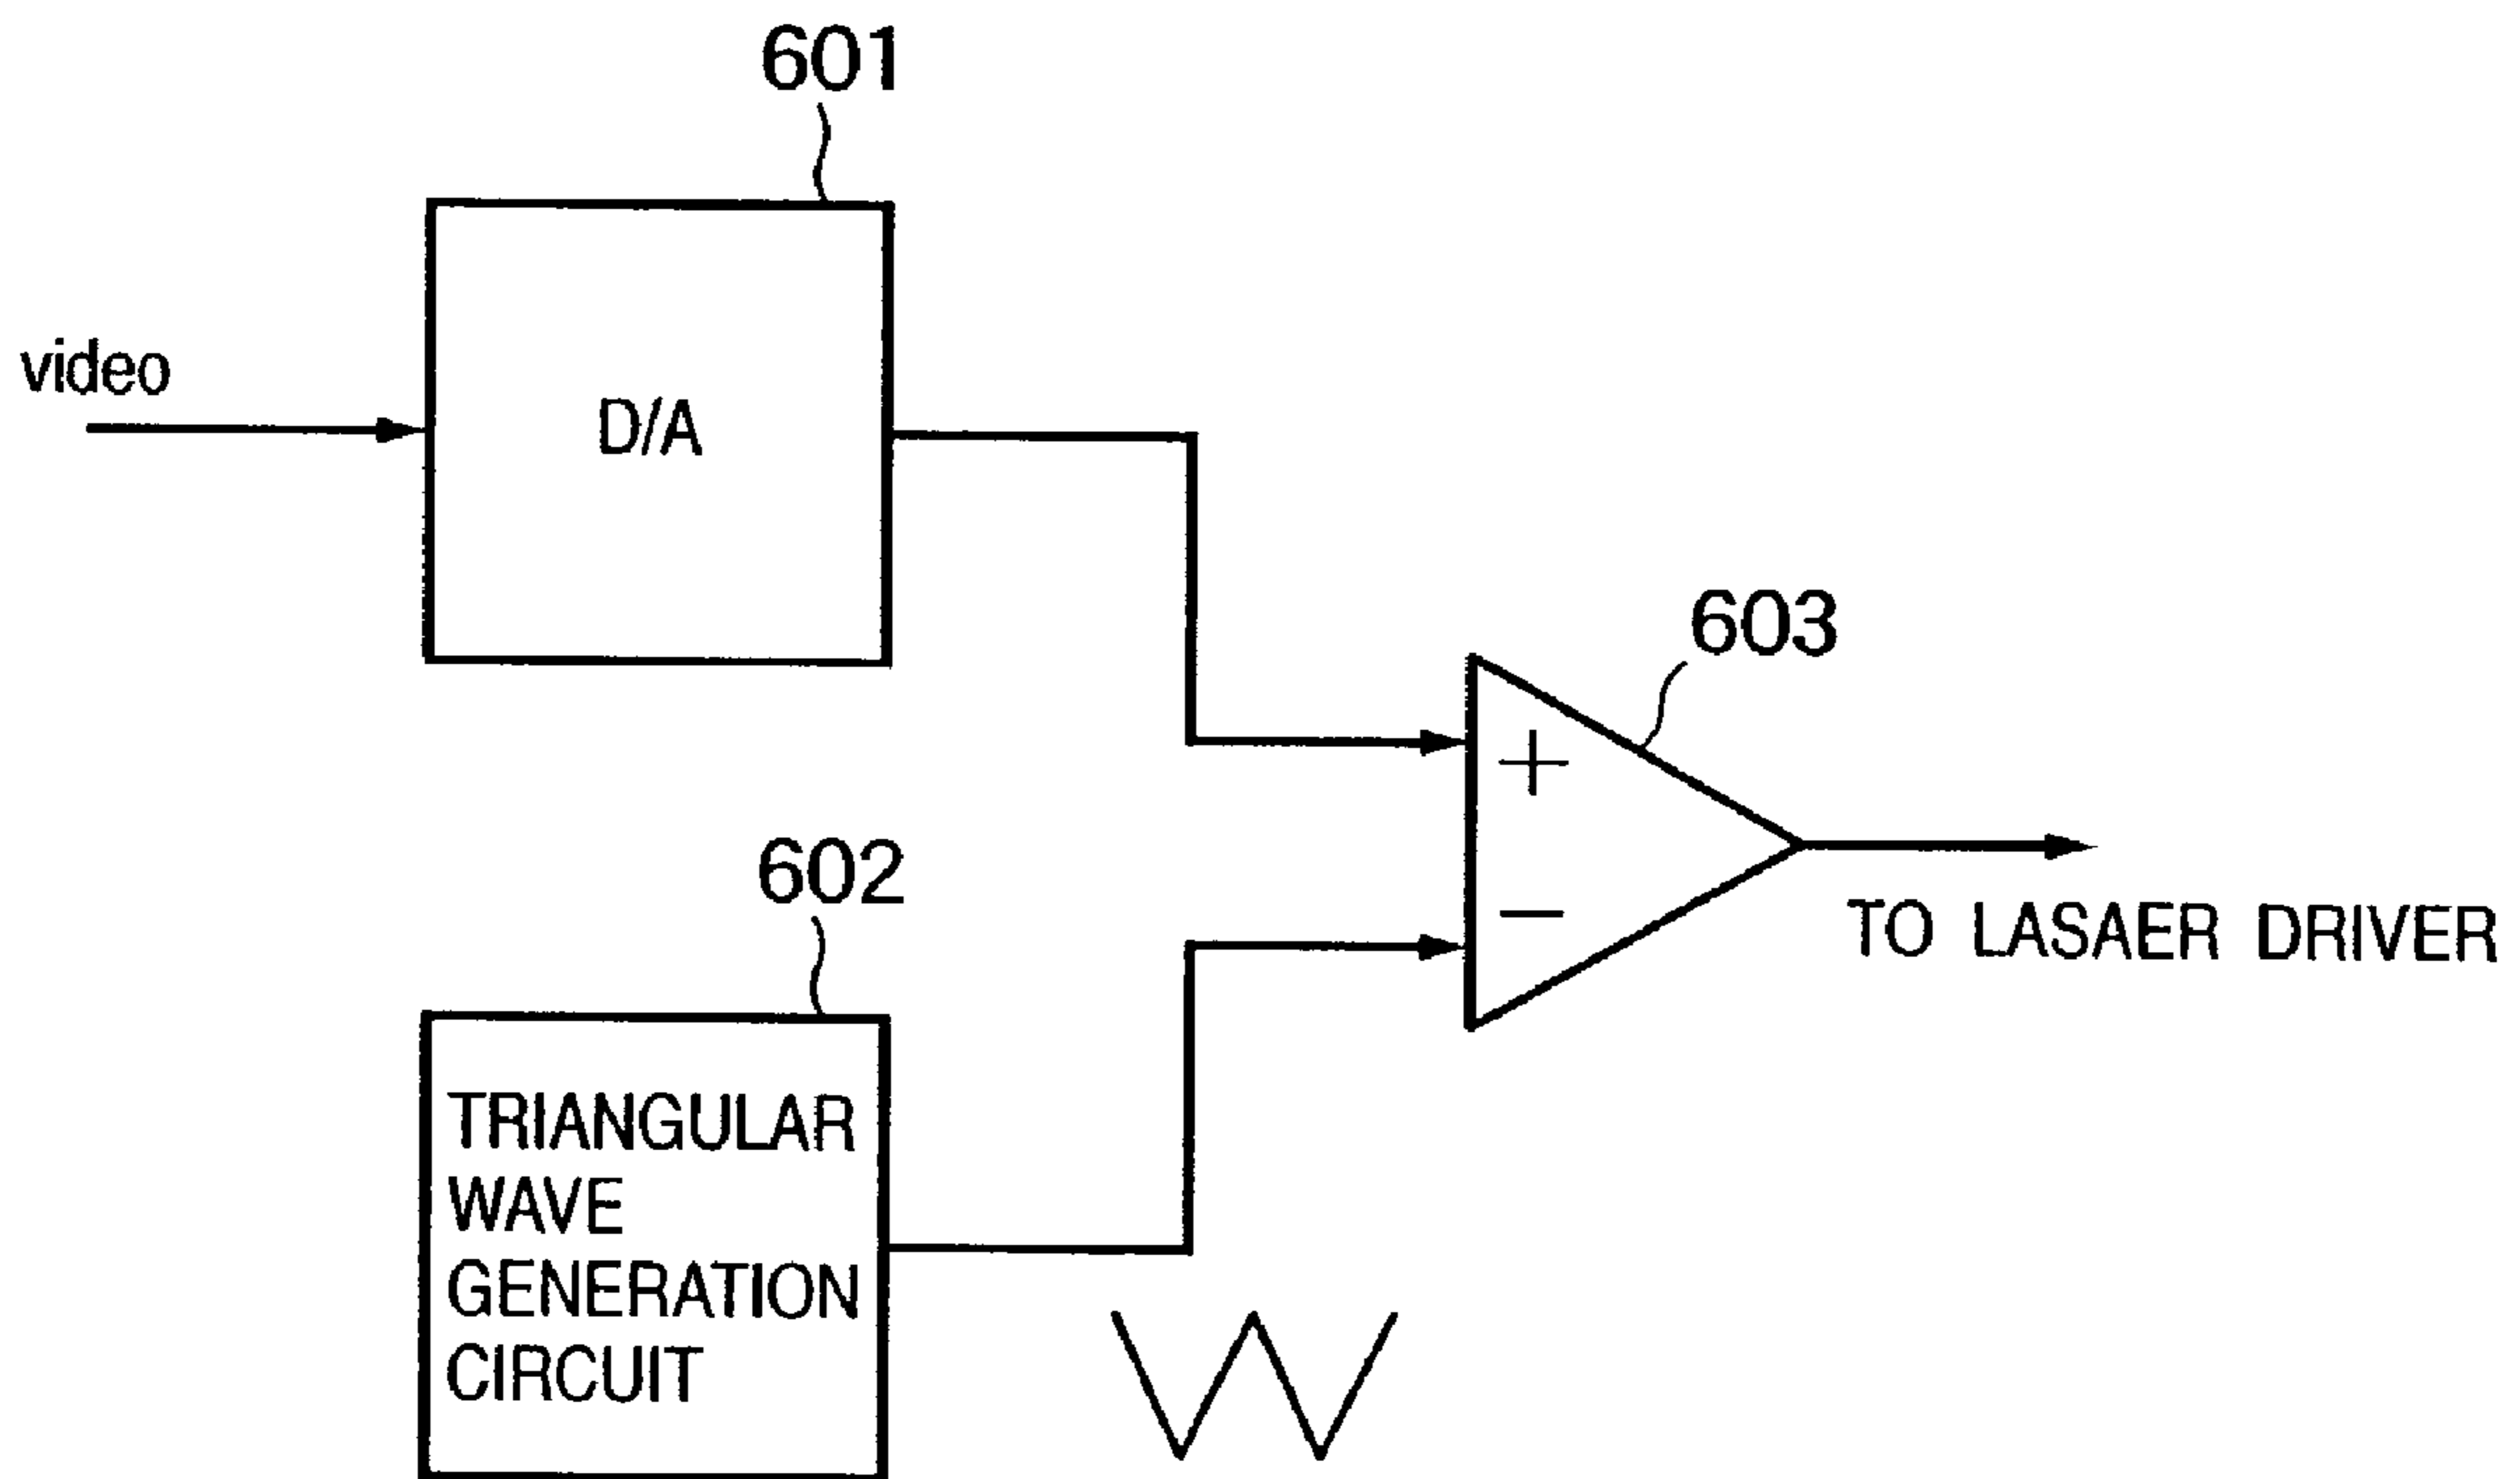 601
video
D/A
603
+
602
−
TO LASAER DRIVER
TRIANGULAR
WAVE
GENERATION
CIRCUIT